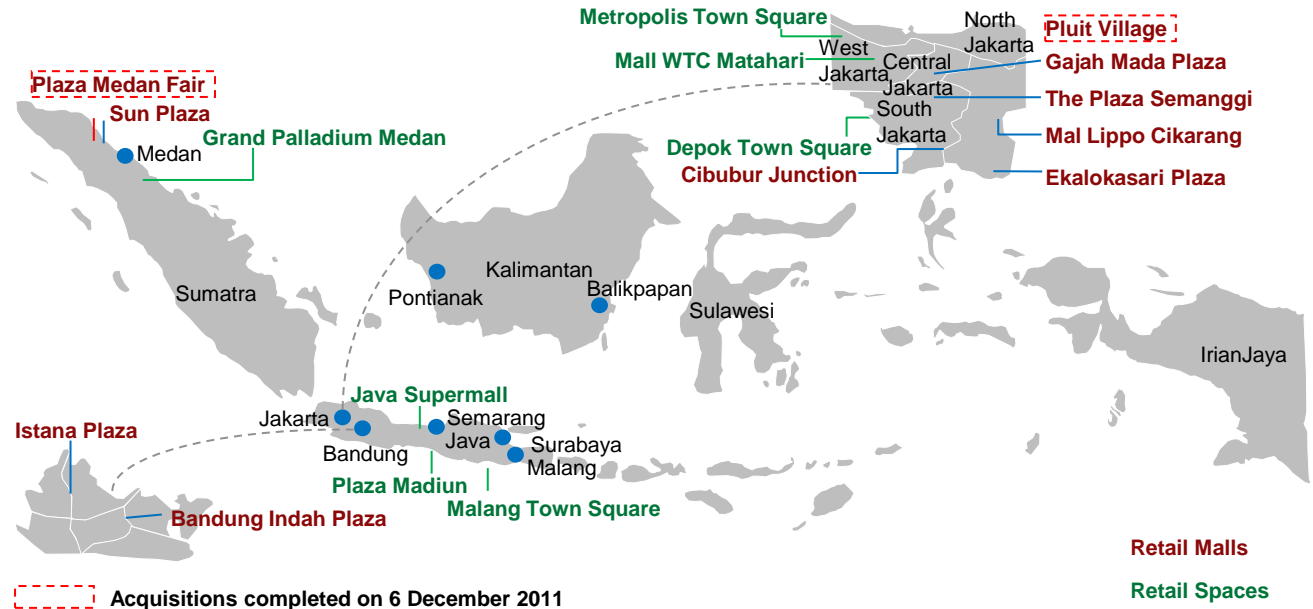 Metropolis Town Square
North
Jakarta
Pluit Village
West
Jakarta
Mall WTC Matahari
Central
Jakarta
Gajah Mada Plaza
Plaza Medan Fair
Sun Plaza
The Plaza Semanggi
South
Jakarta
Grand Palladium Medan
Mal Lippo Cikarang
Medan
Depok Town Square
Cibubur Junction
Ekalokasari Plaza
Kalimantan
Pontianak
Balikpapan
Sumatra
Sulawesi
IrianJaya
Java Supermall
Jakarta
Semarang
Java
Istana Plaza
Bandung
Surabaya
Malang
Plaza Madiun
Malang Town Square
Bandung Indah Plaza
Retail Malls
Retail Spaces
Acquisitions completed on 6 December 2011